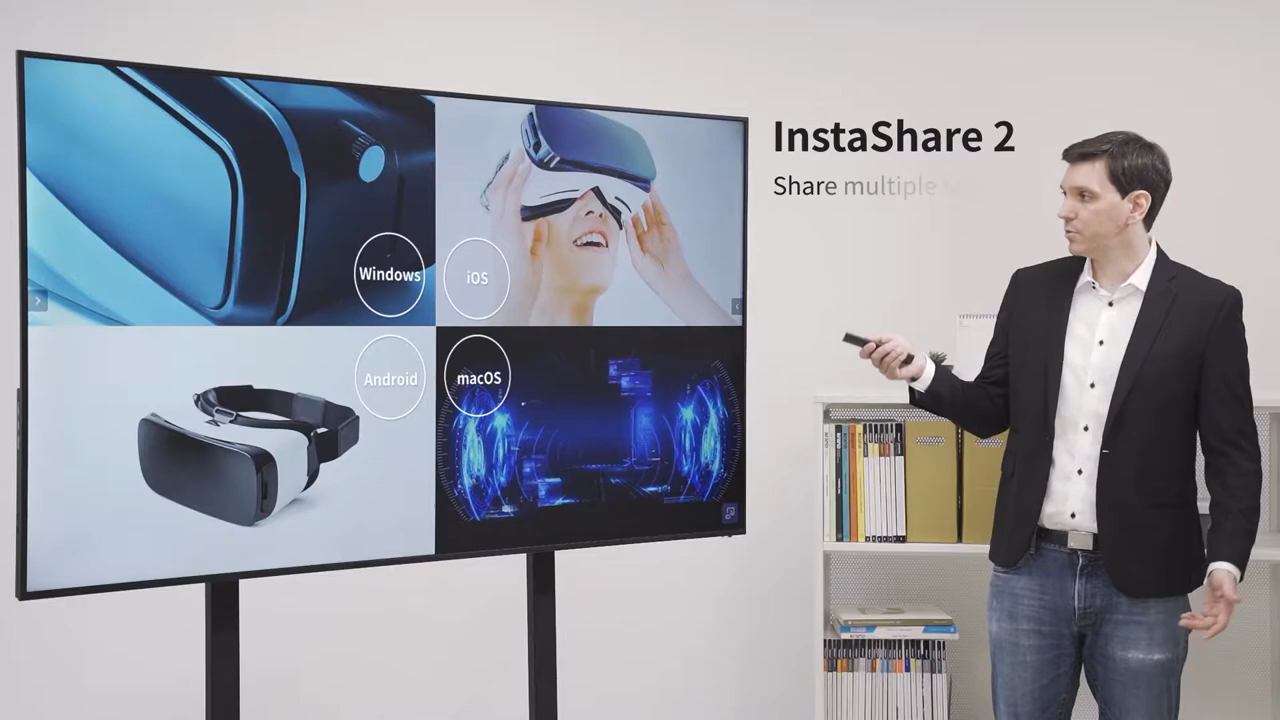 InstaShare 2
Share multiple
Windows
iOS
Android
macOS